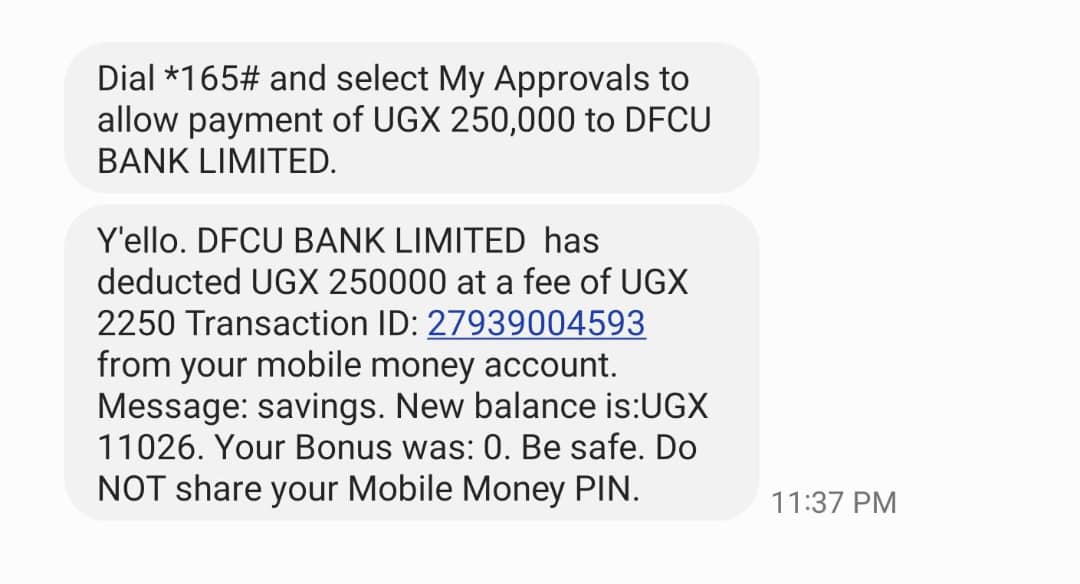 Dial *165# and select My Approvals to
allow payment of UGX 250,000 to DFCU
BANK LIMITED.
Y'ello. DFCU BANK LIMITED  has
deducted UGX 250000 at a fee of UGX
2250 Transaction ID: 27939004593
from your mobile money account.
Message: savings. New balance is:UGX
11026. Your Bonus was: 0. Be safe. Do
NOT share your Mobile Money PIN.
11:37 PM